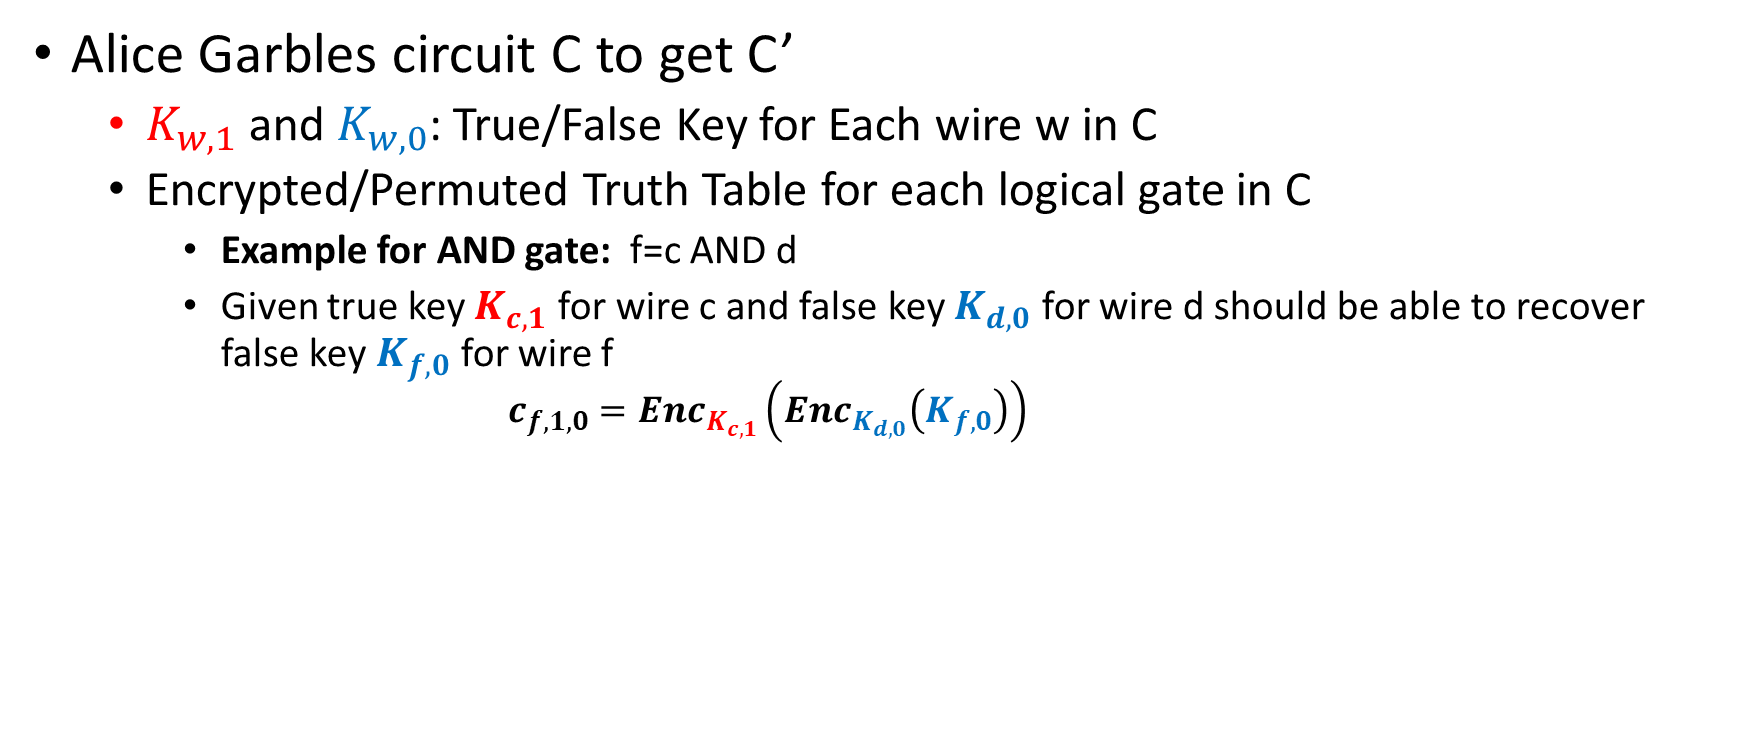 • Alice Garbles circuit C to get C’
• K_{w,1} and K_{w,0}: True/False Key for Each wire w in C
• Encrypted/Permuted Truth Table for each logical gate in C
• Example for AND gate: f=c AND d
• Given true key K_{c,1} for wire c and false key K_{d,0} for wire d should be able to recover
false key K_{f,0} for wire f
c_{f,1,0} = Enc_{K_{c,1}}(Enc_{K_{d,0}}(K_{f,0}))